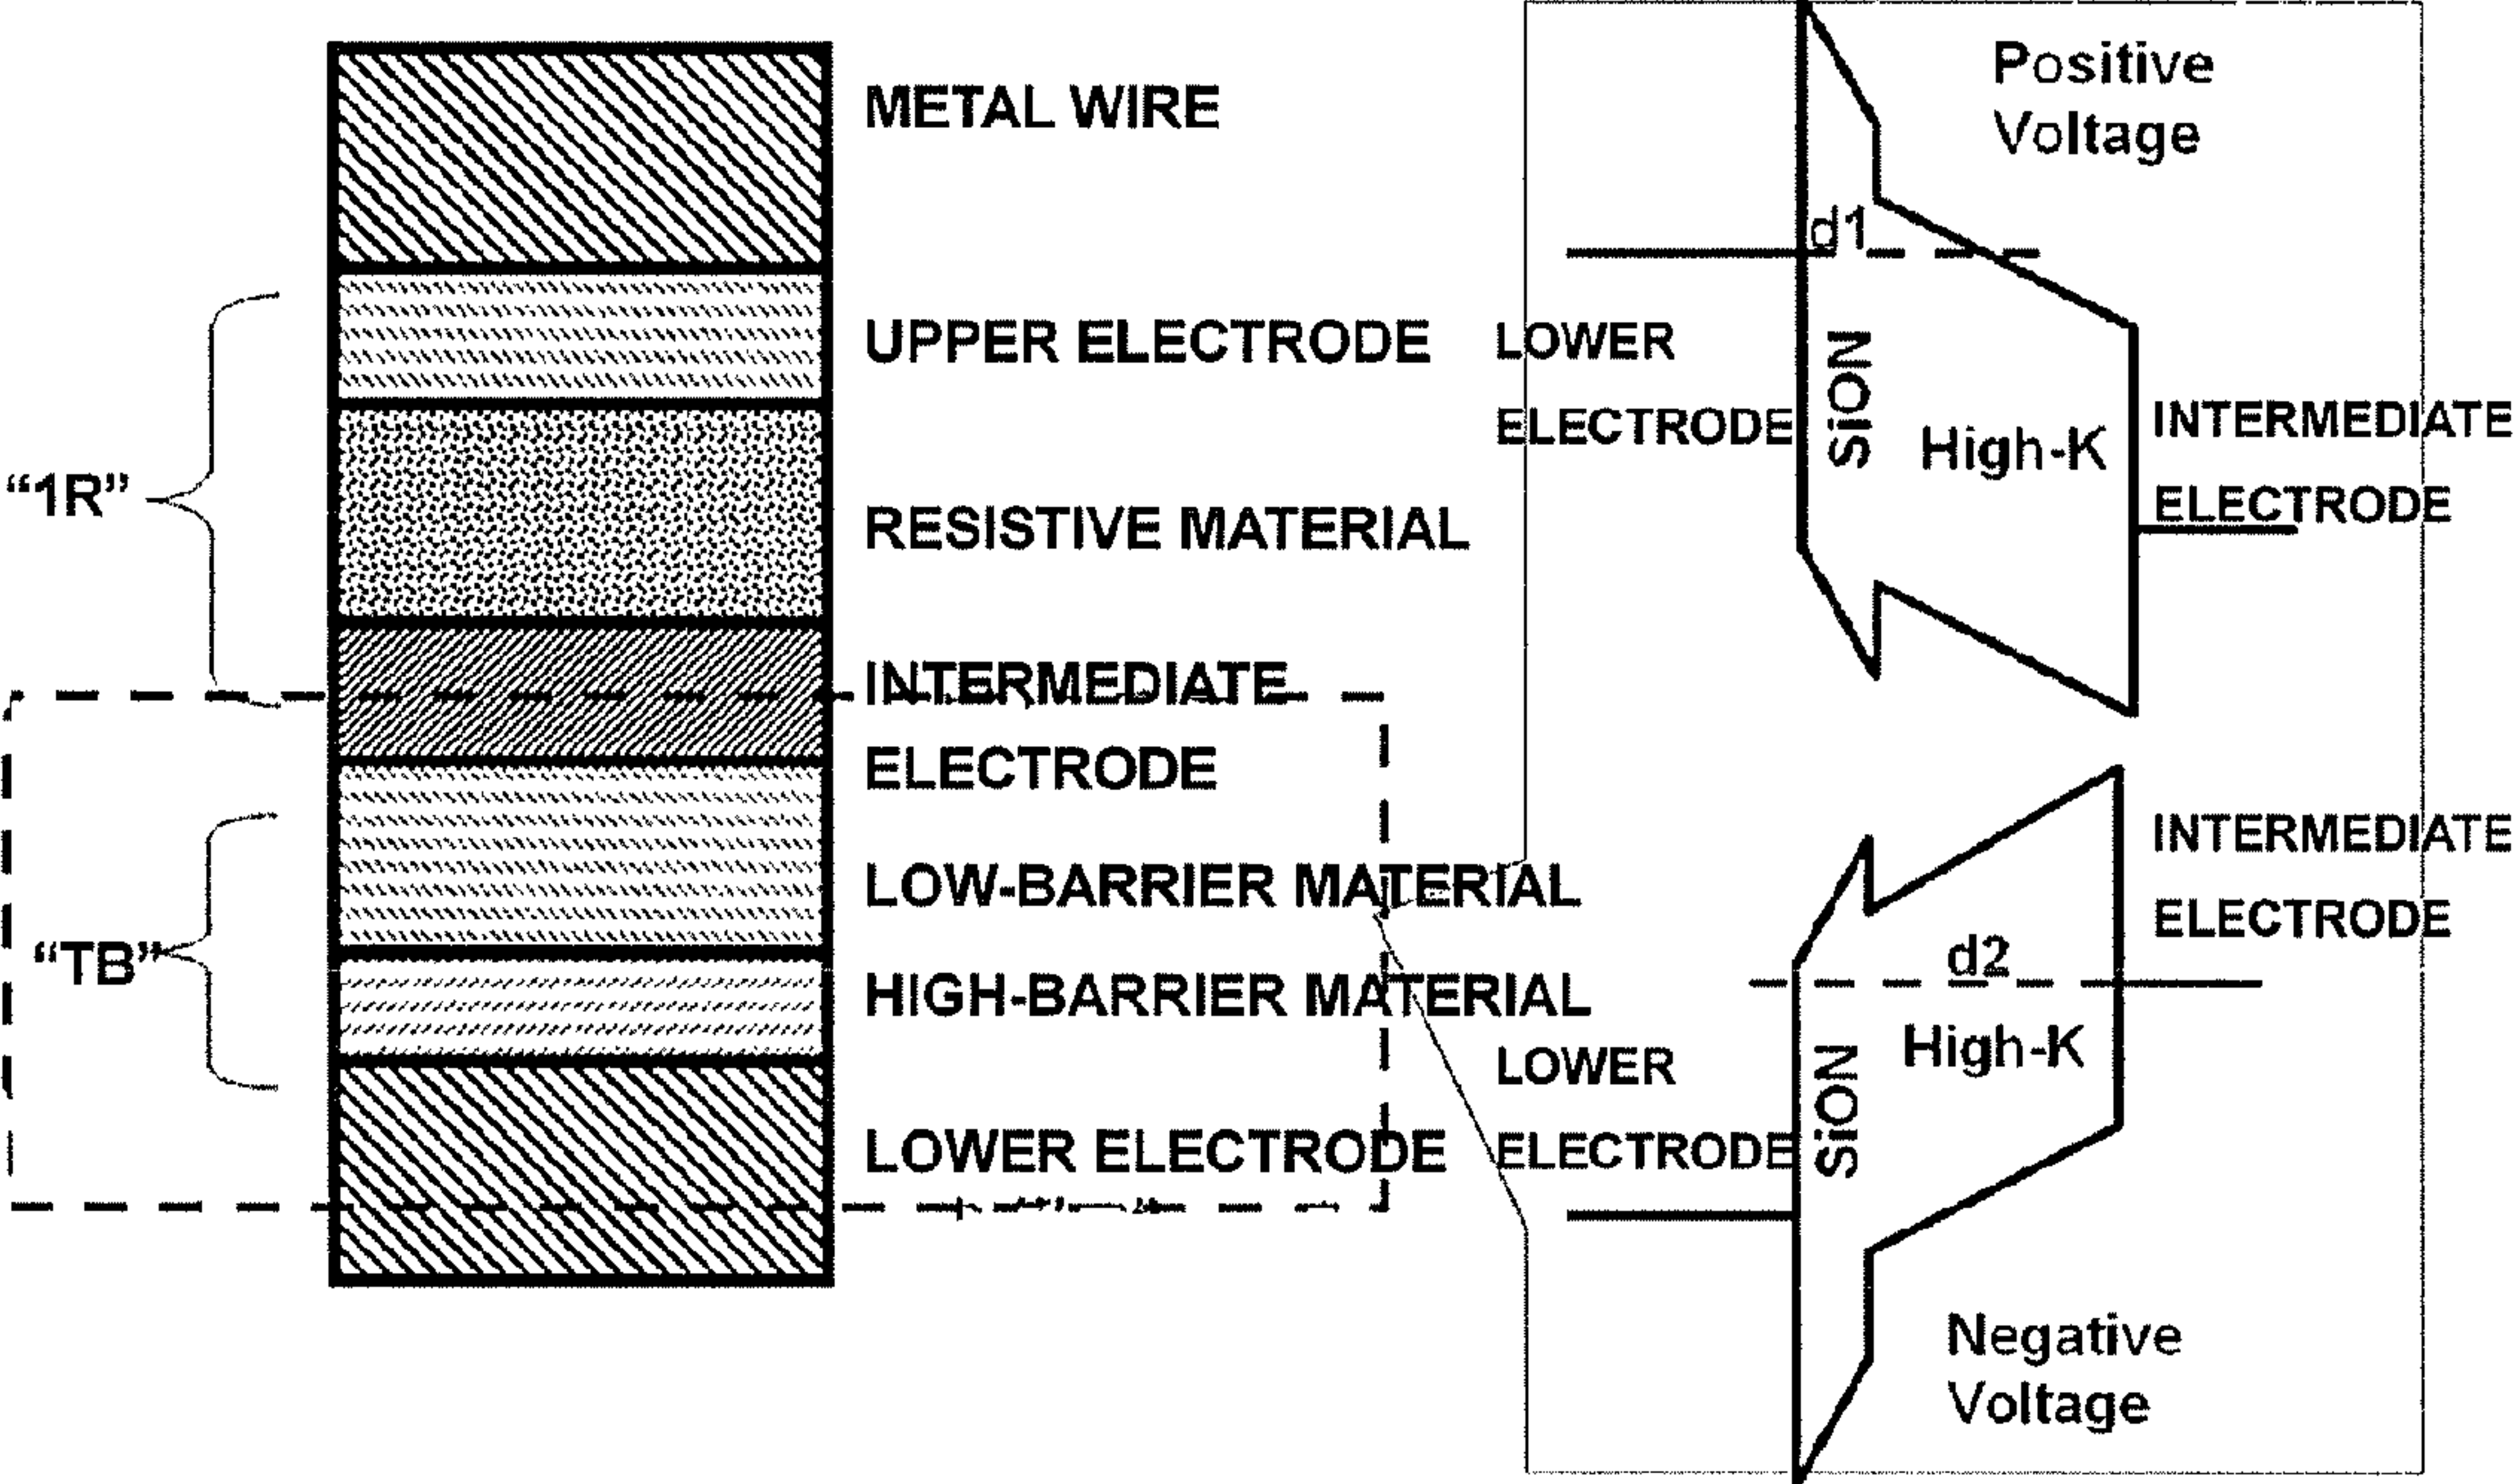 METAL WIRE
UPPER ELECTRODE
“1R”
RESISTIVE MATERIAL
INTERMEDIATE
ELECTRODE
LOW-BARRIER MATERIAL
“TB”
HIGH-BARRIER MATERIAL
LOWER ELECTRODE
Positive
Voltage
d1
LOWER
ELECTRODE
SiON
High-K
INTERMEDIATE
ELECTRODE
INTERMEDIATE
ELECTRODE
d2
High-K
LOWER
ELECTRODE
SiON
Negative
Voltage